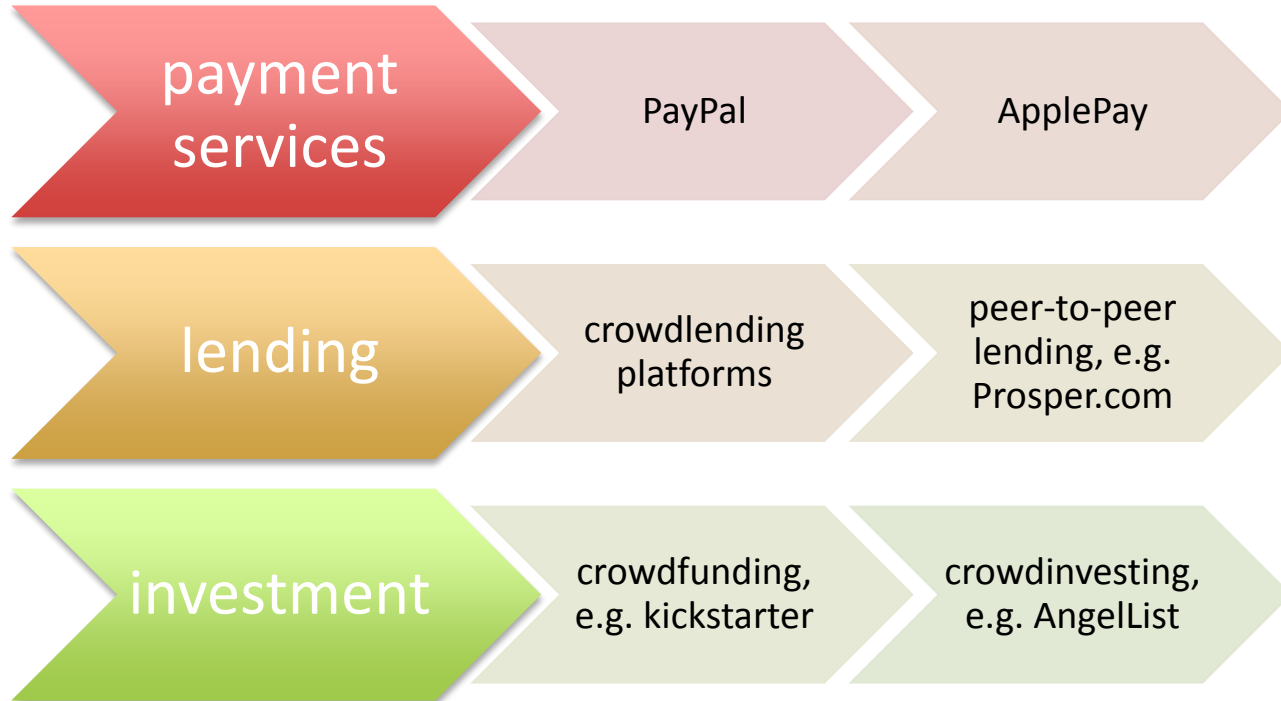 payment
services
PayPal
ApplePay
lending
crowdlending
platforms
peer-to-peer
lending, e.g.
Prosper.com
investment
crowdfunding,
e.g. kickstarter
crowdinvesting,
e.g. AngelList